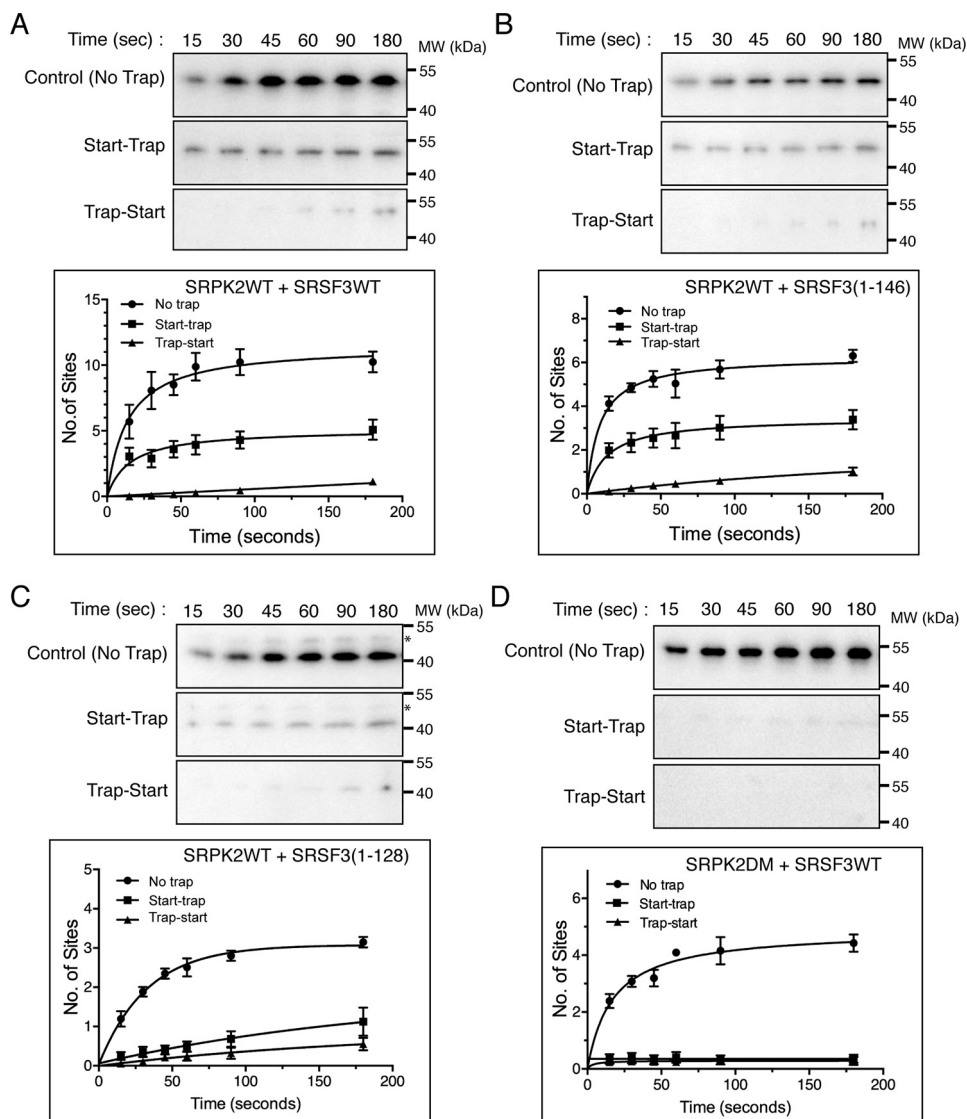 A
Time (sec) : 15 30 45 60 90 180 MW (kDa)
Control (No Trap)
55
40
Start-Trap
55
40
Trap-Start
55
40
SRPK2WT + SRSF3WT
No trap
Start-trap
Trap-start
No.of Sites
15
10
5
0
0 50 100 150 200
Time (seconds)
B
Time (sec) : 15 30 45 60 90 180 MW (kDa)
Control (No Trap)
55
40
Start-Trap
55
40
Trap-Start
55
40
SRPK2WT + SRSF3(1-146)
No trap
Start-trap
Trap-start
No. of Sites
8
6
4
2
0
0 50 100 150 200
Time (seconds)
C
Time (sec) : 15 30 45 60 90 180 MW (kDa)
Control (No Trap)
55
*
40
Start-Trap
55
*
40
Trap-Start
55
40
SRPK2WT + SRSF3(1-128)
No trap
Start-trap
Trap-start
No. of Sites
5
4
3
2
1
0
0 50 100 150 200
Time (seconds)
D
Time (sec) : 15 30 45 60 90 180 MW (kDa)
Control (No Trap)
55
40
Start-Trap
55
40
Trap-Start
55
40
SRPK2DM + SRSF3WT
No trap
Start-trap
Trap-start
No. of Sites
6
4
2
0
0 50 100 150 200
Time (seconds)